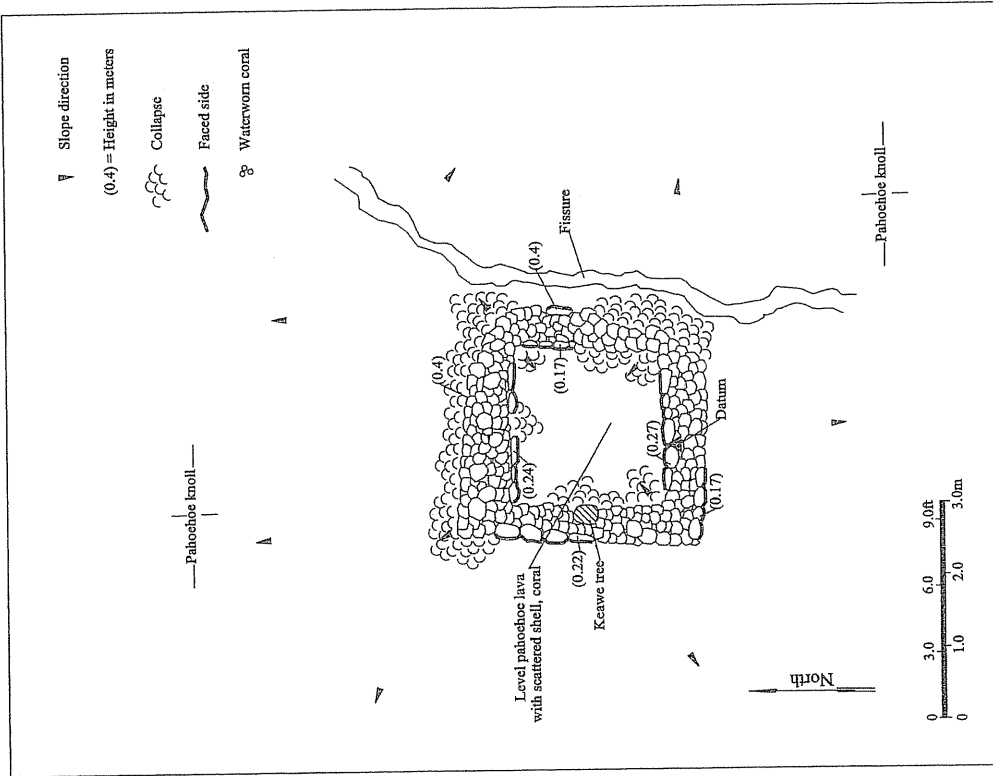 Slope direction
(0.4) = Height in meters
Collapse
Faced side
Waterworn coral
Pahoehoe knoll
Fissure
(0.4)
(0.4)
(0.17)
(0.24)
(0.27)
Datum
(0.17)
(0.22)
Keawe tree
Level pahoehoe lava
with scattered shell, coral
Pahoehoe knoll
North
0 3.0 6.0 9.0ft
0 1.0 2.0 3.0m